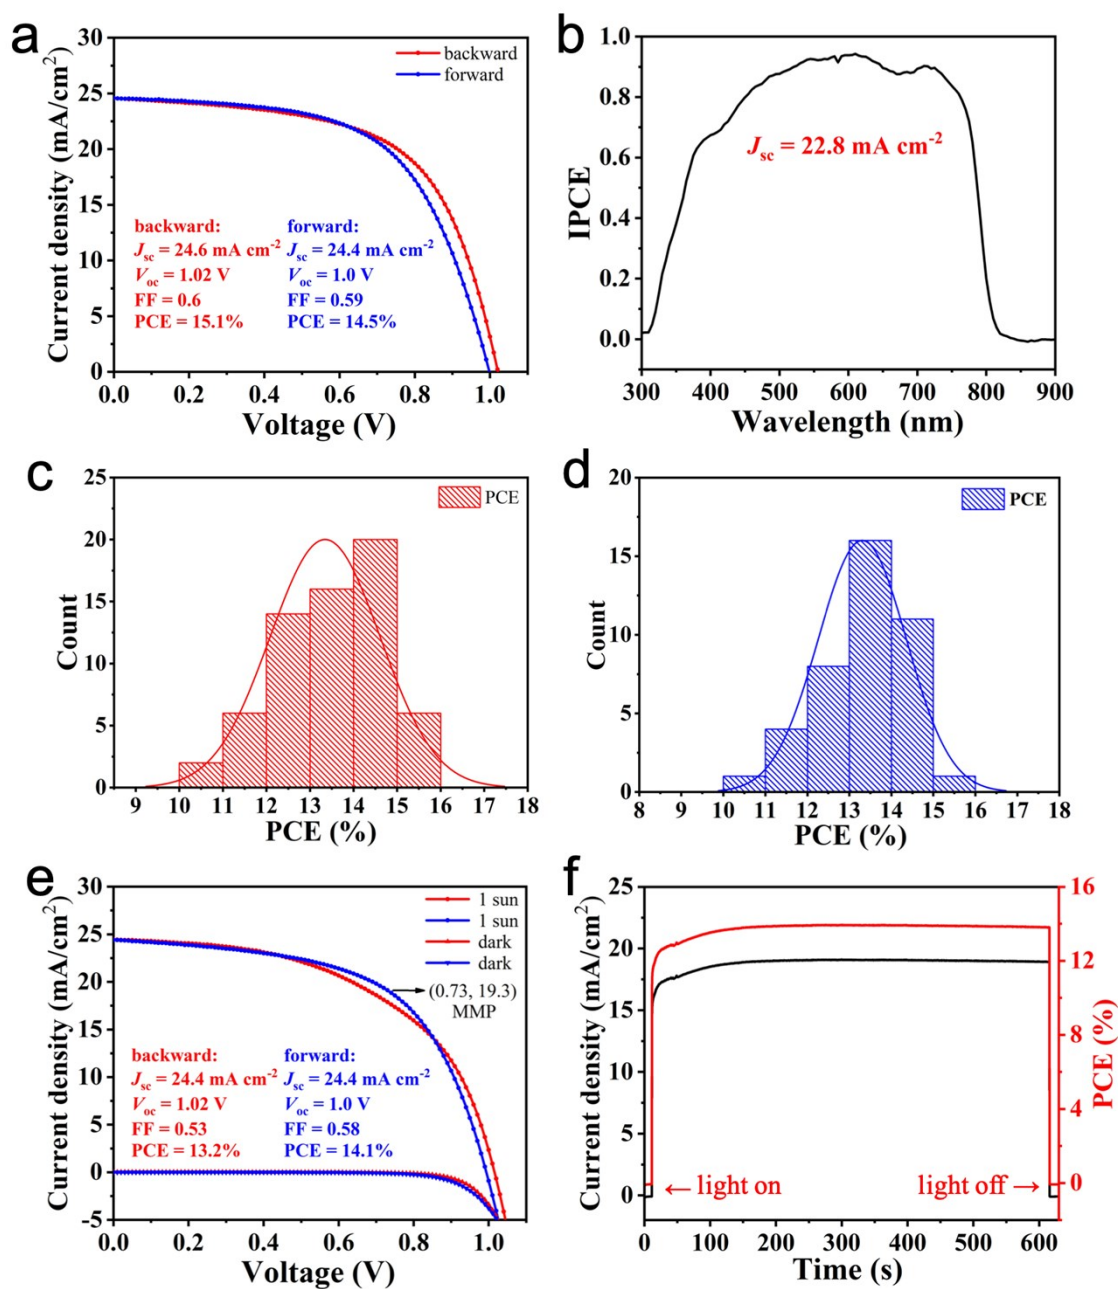 a
30
25
20
15
10
5
0
Current density (mA/cm²)
backward
forward
backward:
Jsc = 24.6 mA cm⁻²
Voc = 1.02 V
FF = 0.6
PCE = 15.1%
forward:
Jsc = 24.4 mA cm⁻²
Voc = 1.0 V
FF = 0.59
PCE = 14.5%
0.0 0.2 0.4 0.6 0.8 1.0
Voltage (V)
b
1.0
0.8
0.6
0.4
0.2
0.0
IPCE
Jsc = 22.8 mA cm⁻²
300 400 500 600 700 800 900
Wavelength (nm)
c
25
20
15
10
5
0
Count
PCE
9 10 11 12 13 14 15 16 17 18
PCE (%)
d
20
15
10
5
0
Count
PCE
8 9 10 11 12 13 14 15 16 17 18
PCE (%)
e
30
25
20
15
10
5
0
-5
Current density (mA/cm²)
1 sun
1 sun
dark
dark
(0.73, 19.3)
MMP
backward:
Jsc = 24.4 mA cm⁻²
Voc = 1.02 V
FF = 0.53
PCE = 13.2%
forward:
Jsc = 24.4 mA cm⁻²
Voc = 1.0 V
FF = 0.58
PCE = 14.1%
0.0 0.2 0.4 0.6 0.8 1.0
Voltage (V)
f
25
20
15
10
5
0
Current density (mA/cm²)
16
12
8
4
0
PCE (%)
← light on
light off →
0 100 200 300 400 500 600
Time (s)